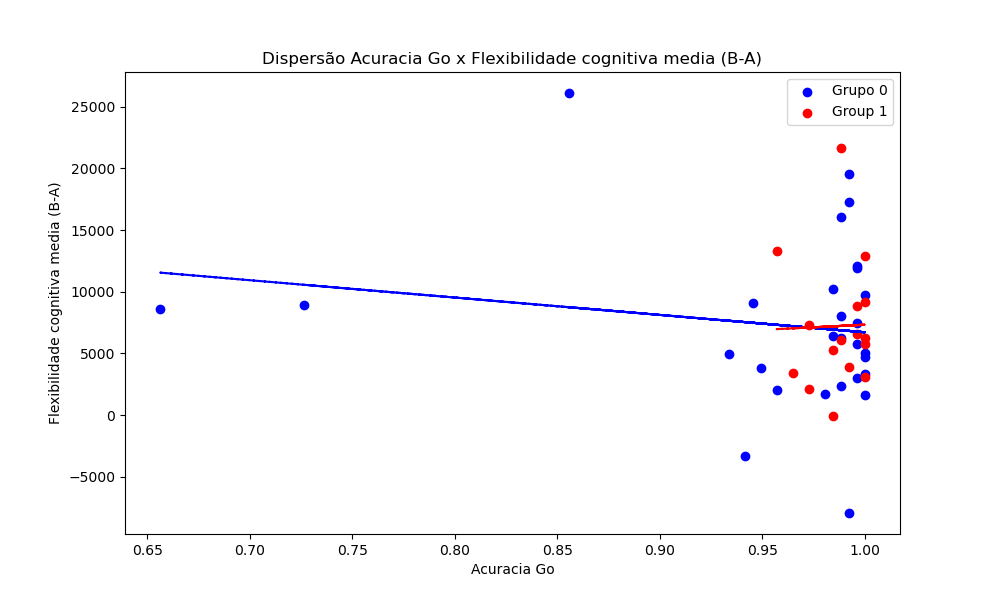 Dispersão Acuracia Go x Flexibilidade cognitiva media (B-A)
Grupo 0
Group 1
Flexibilidade cognitiva media (B-A)
25000
20000
15000
10000
5000
0
−5000
0.65 0.70 0.75 0.80 0.85 0.90 0.95 1.00
Acuracia Go